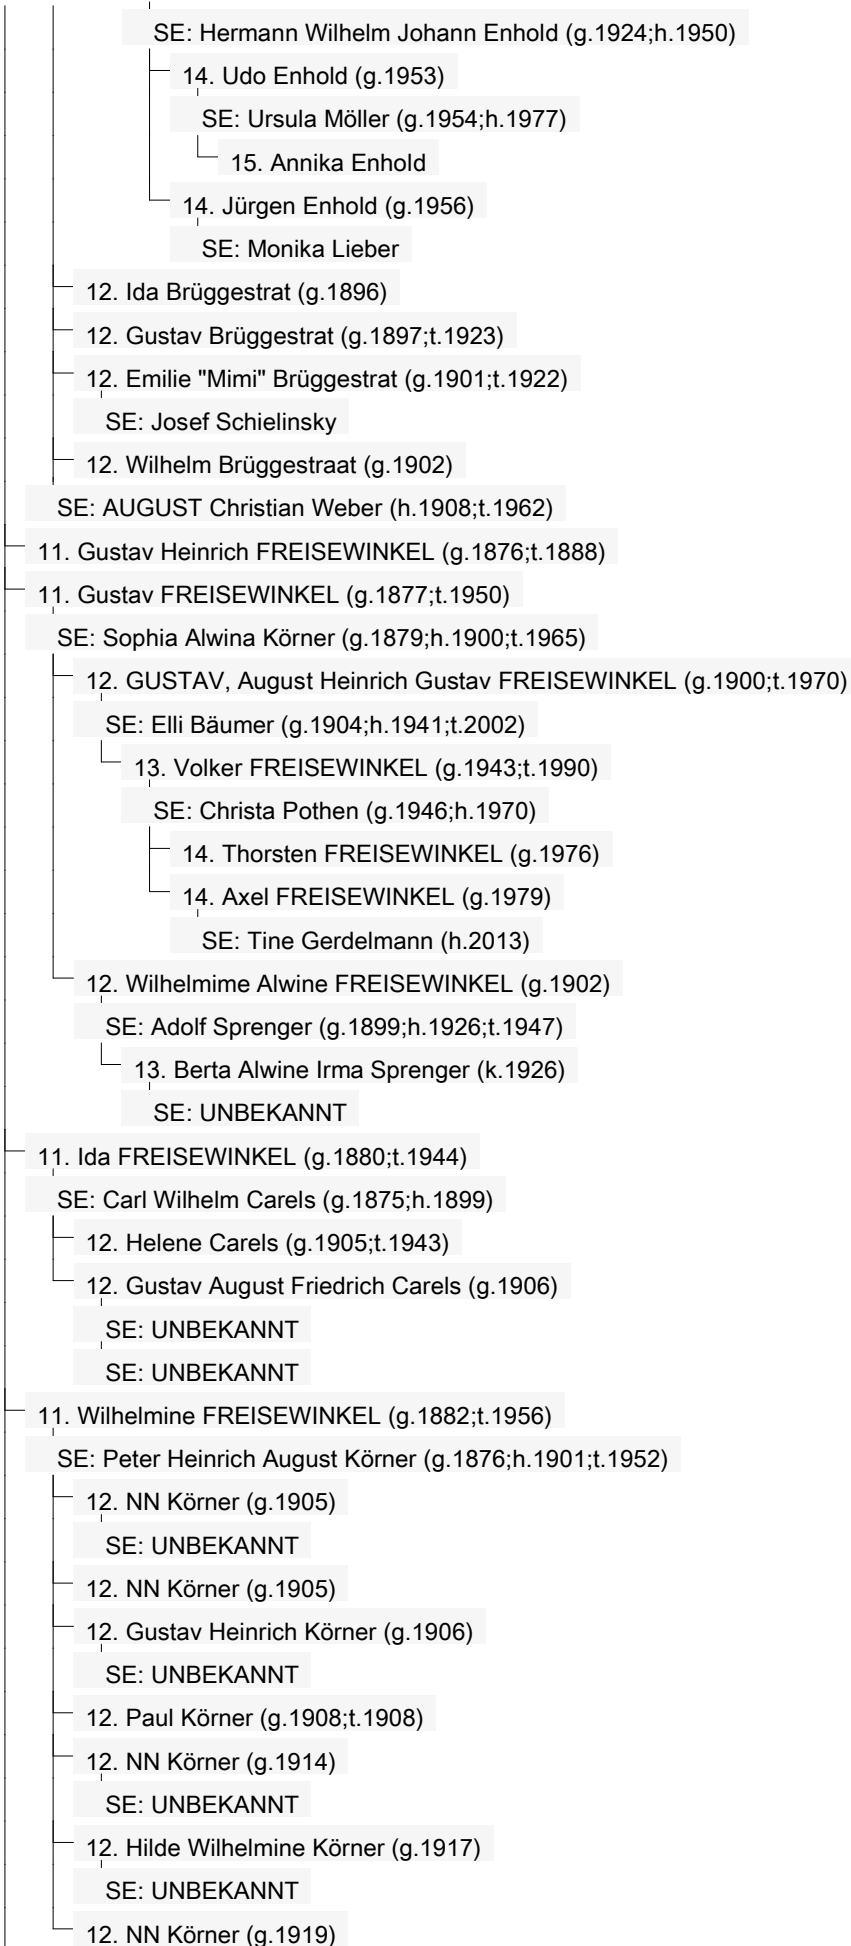 SE: Hermann Wilhelm Johann Enhold (g.1924;h.1950)
14. Udo Enhold (g.1953)
SE: Ursula Möller (g.1954;h.1977)
15. Annika Enhold
14. Jürgen Enhold (g.1956)
SE: Monika Lieber
12. Ida Brüggestrat (g.1896)
12. Gustav Brüggestrat (g.1897;t.1923)
12. Emilie "Mimi" Brüggestrat (g.1901;t.1922)
SE: Josef Schielinsky
12. Wilhelm Brüggestraat (g.1902)
SE: AUGUST Christian Weber (h.1908;t.1962)
11. Gustav Heinrich FREISEWINKEL (g.1876;t.1888)
11. Gustav FREISEWINKEL (g.1877;t.1950)
SE: Sophia Alwina Körner (g.1879;h.1900;t.1965)
12. GUSTAV, August Heinrich Gustav FREISEWINKEL (g.1900;t.1970)
SE: Elli Bäumer (g.1904;h.1941;t.2002)
13. Volker FREISEWINKEL (g.1943;t.1990)
SE: Christa Pothen (g.1946;h.1970)
14. Thorsten FREISEWINKEL (g.1976)
14. Axel FREISEWINKEL (g.1979)
SE: Tine Gerdelmann (h.2013)
12. Wilhelmime Alwine FREISEWINKEL (g.1902)
SE: Adolf Sprenger (g.1899;h.1926;t.1947)
13. Berta Alwine Irma Sprenger (k.1926)
SE: UNBEKANNT
11. Ida FREISEWINKEL (g.1880;t.1944)
SE: Carl Wilhelm Carels (g.1875;h.1899)
12. Helene Carels (g.1905;t.1943)
12. Gustav August Friedrich Carels (g.1906)
SE: UNBEKANNT
SE: UNBEKANNT
11. Wilhelmine FREISEWINKEL (g.1882;t.1956)
SE: Peter Heinrich August Körner (g.1876;h.1901;t.1952)
12. NN Körner (g.1905)
SE: UNBEKANNT
12. NN Körner (g.1905)
12. Gustav Heinrich Körner (g.1906)
SE: UNBEKANNT
12. Paul Körner (g.1908;t.1908)
12. NN Körner (g.1914)
SE: UNBEKANNT
12. Hilde Wilhelmine Körner (g.1917)
SE: UNBEKANNT
12. NN Körner (g.1919)